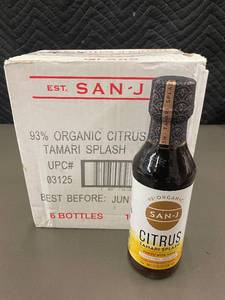 EST. SAN-J
93% ORGANIC CITRUS
TAMARI SPLASH
UPC#
03125
BEST BEFORE: JUN
6 BOTTLES
ORGANIC
SAN-J
CITRUS
TAMARI SPLASH